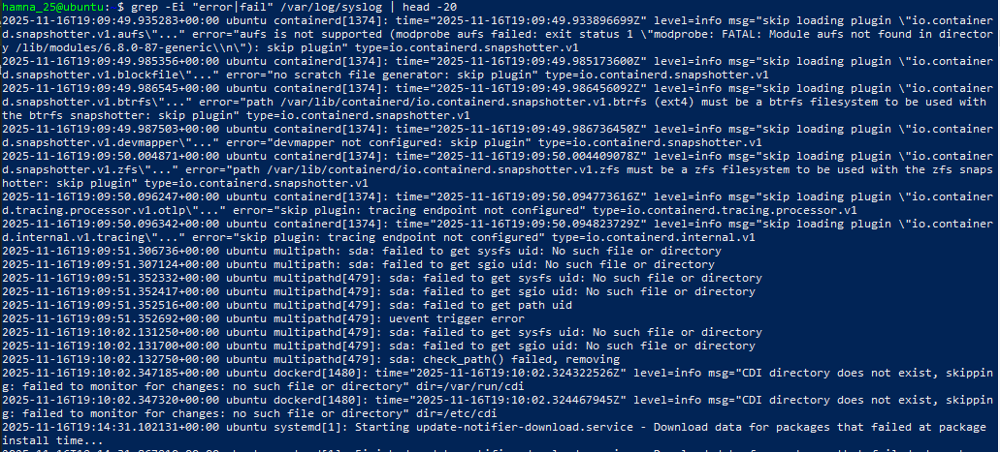 hamna_25@ubuntu: $ grep -Ei "error|fail" /var/log/syslog | head -20
2025-11-16T19:09:49.935283+00:00 ubuntu containerd[1374]: time="2025-11-16T19:09:49.933896699Z" level=info msg="skip loading plugin \"io.container
d.snapshotter.v1.aufs\"..." error="aufs is not supported (modprobe aufs failed: exit status 1 \"modprobe: FATAL: Module aufs not found in director
y /lib/modules/6.8.0-87-generic\\n\"): skip plugin" type=io.containerd.snapshotter.v1
2025-11-16T19:09:49.985356+00:00 ubuntu containerd[1374]: time="2025-11-16T19:09:49.985173600Z" level=info msg="skip loading plugin \"io.container
d.snapshotter.v1.blockfile\"..." error="no scratch file generator: skip plugin" type=io.containerd.snapshotter.v1
2025-11-16T19:09:49.986545+00:00 ubuntu containerd[1374]: time="2025-11-16T19:09:49.986456092Z" level=info msg="skip loading plugin \"io.container
d.snapshotter.v1.btrfs\"..." error="path /var/lib/containerd/io.containerd.snapshotter.v1.btrfs (ext4) must be a btrfs filesystem to be used with
the btrfs snapshotter: skip plugin" type=io.containerd.snapshotter.v1
2025-11-16T19:09:49.987503+00:00 ubuntu containerd[1374]: time="2025-11-16T19:09:49.986736450Z" level=info msg="skip loading plugin \"io.container
d.snapshotter.v1.devmapper\"..." error="devmapper not configured: skip plugin" type=io.containerd.snapshotter.v1
2025-11-16T19:09:50.004871+00:00 ubuntu containerd[1374]: time="2025-11-16T19:09:50.004409078Z" level=info msg="skip loading plugin \"io.container
d.snapshotter.v1.zfs\"..." error="path /var/lib/containerd/io.containerd.snapshotter.v1.zfs must be a zfs filesystem to be used with the zfs snaps
hotter: skip plugin" type=io.containerd.snapshotter.v1
2025-11-16T19:09:50.096247+00:00 ubuntu containerd[1374]: time="2025-11-16T19:09:50.094773616Z" level=info msg="skip loading plugin \"io.container
d.tracing.processor.v1.otlp\"..." error="skip plugin: tracing endpoint not configured" type=io.containerd.tracing.processor.v1
2025-11-16T19:09:50.096342+00:00 ubuntu containerd[1374]: time="2025-11-16T19:09:50.094823729Z" level=info msg="skip loading plugin \"io.container
d.internal.v1.tracing\"..." error="skip plugin: tracing endpoint not configured" type=io.containerd.internal.v1
2025-11-16T19:09:51.306736+00:00 ubuntu multipath: sda: failed to get sysfs uid: No such file or directory
2025-11-16T19:09:51.307124+00:00 ubuntu multipath: sda: failed to get sgio uid: No such file or directory
2025-11-16T19:09:51.352332+00:00 ubuntu multipathd[479]: sda: failed to get sysfs uid: No such file or directory
2025-11-16T19:09:51.352417+00:00 ubuntu multipathd[479]: sda: failed to get sgio uid: No such file or directory
2025-11-16T19:09:51.352516+00:00 ubuntu multipathd[479]: sda: failed to get path uid
2025-11-16T19:09:51.352692+00:00 ubuntu multipathd[479]: uevent trigger error
2025-11-16T19:10:02.131250+00:00 ubuntu multipathd[479]: sda: failed to get sysfs uid: No such file or directory
2025-11-16T19:10:02.131700+00:00 ubuntu multipathd[479]: sda: failed to get sgio uid: No such file or directory
2025-11-16T19:10:02.132750+00:00 ubuntu multipathd[479]: sda: check_path() failed, removing
2025-11-16T19:10:02.347185+00:00 ubuntu dockerd[1480]: time="2025-11-16T19:10:02.324322526Z" level=info msg="CDI directory does not exist, skippin
g: failed to monitor for changes: no such file or directory" dir=/var/run/cdi
2025-11-16T19:10:02.347320+00:00 ubuntu dockerd[1480]: time="2025-11-16T19:10:02.324467945Z" level=info msg="CDI directory does not exist, skippin
g: failed to monitor for changes: no such file or directory" dir=/etc/cdi
2025-11-16T19:14:31.102131+00:00 ubuntu systemd[1]: Starting update-notifier-download.service - Download data for packages that failed at package
install time...